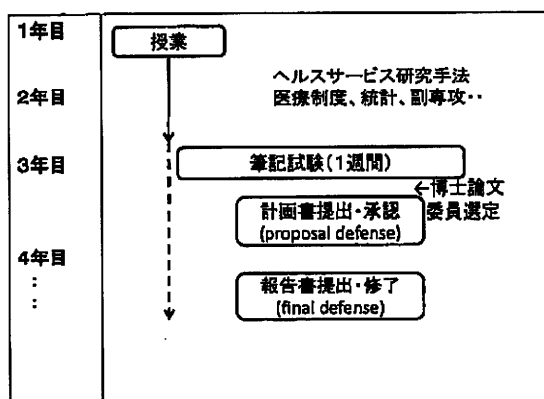 1年目
授業
ヘルスサービス研究手法
2年目
医療制度、統計、副専攻‥
3年目
筆記試験(1週間)
←博士論文
委員選定
計画書提出・承認
(proposal defense)
4年目
:
:
報告書提出・修了
(final defense)